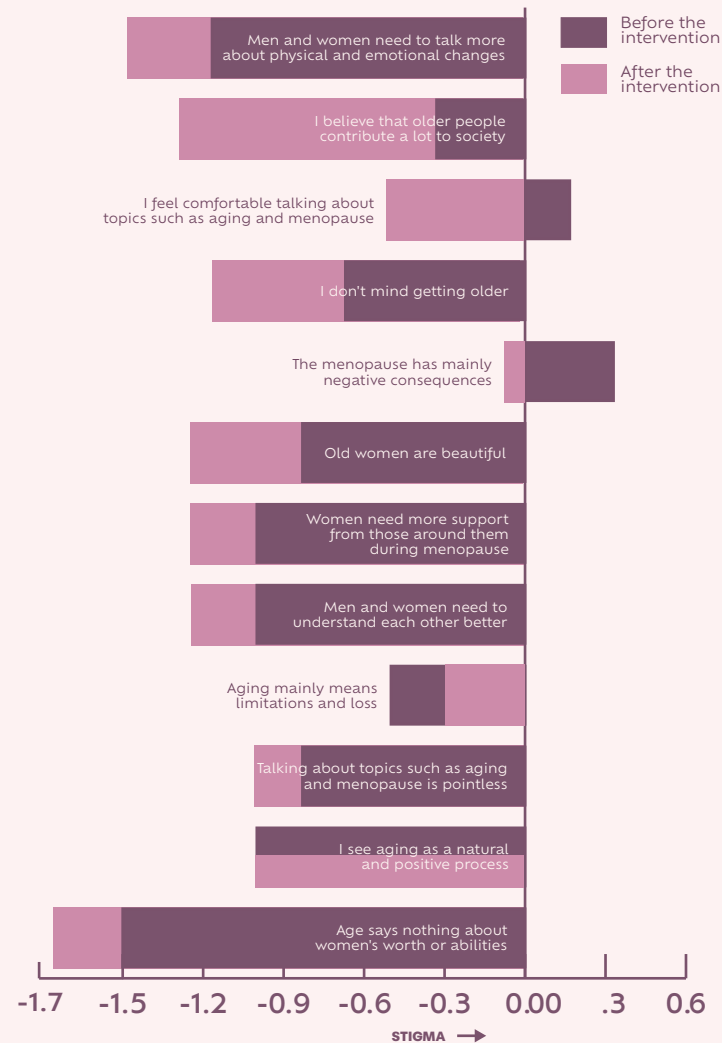 Before the
intervention
After the
intervention
Men and women need to talk more
about physical and emotional changes
I believe that older people
contribute a lot to society
I feel comfortable talking about
topics such as aging and menopause
I don't mind getting older
The menopause has mainly
negative consequences
Old women are beautiful
Women need more support
from those around them
during menopause
Men and women need to
understand each other better
Aging mainly means
limitations and loss
Talking about topics such as aging
and menopause is pointless
I see aging as a natural
and positive process
Age says nothing about
women's worth or abilities
-1.7 -1.5 -1.2 -0.9 -0.6 -0.3 0.00 .3 0.6
STIGMA